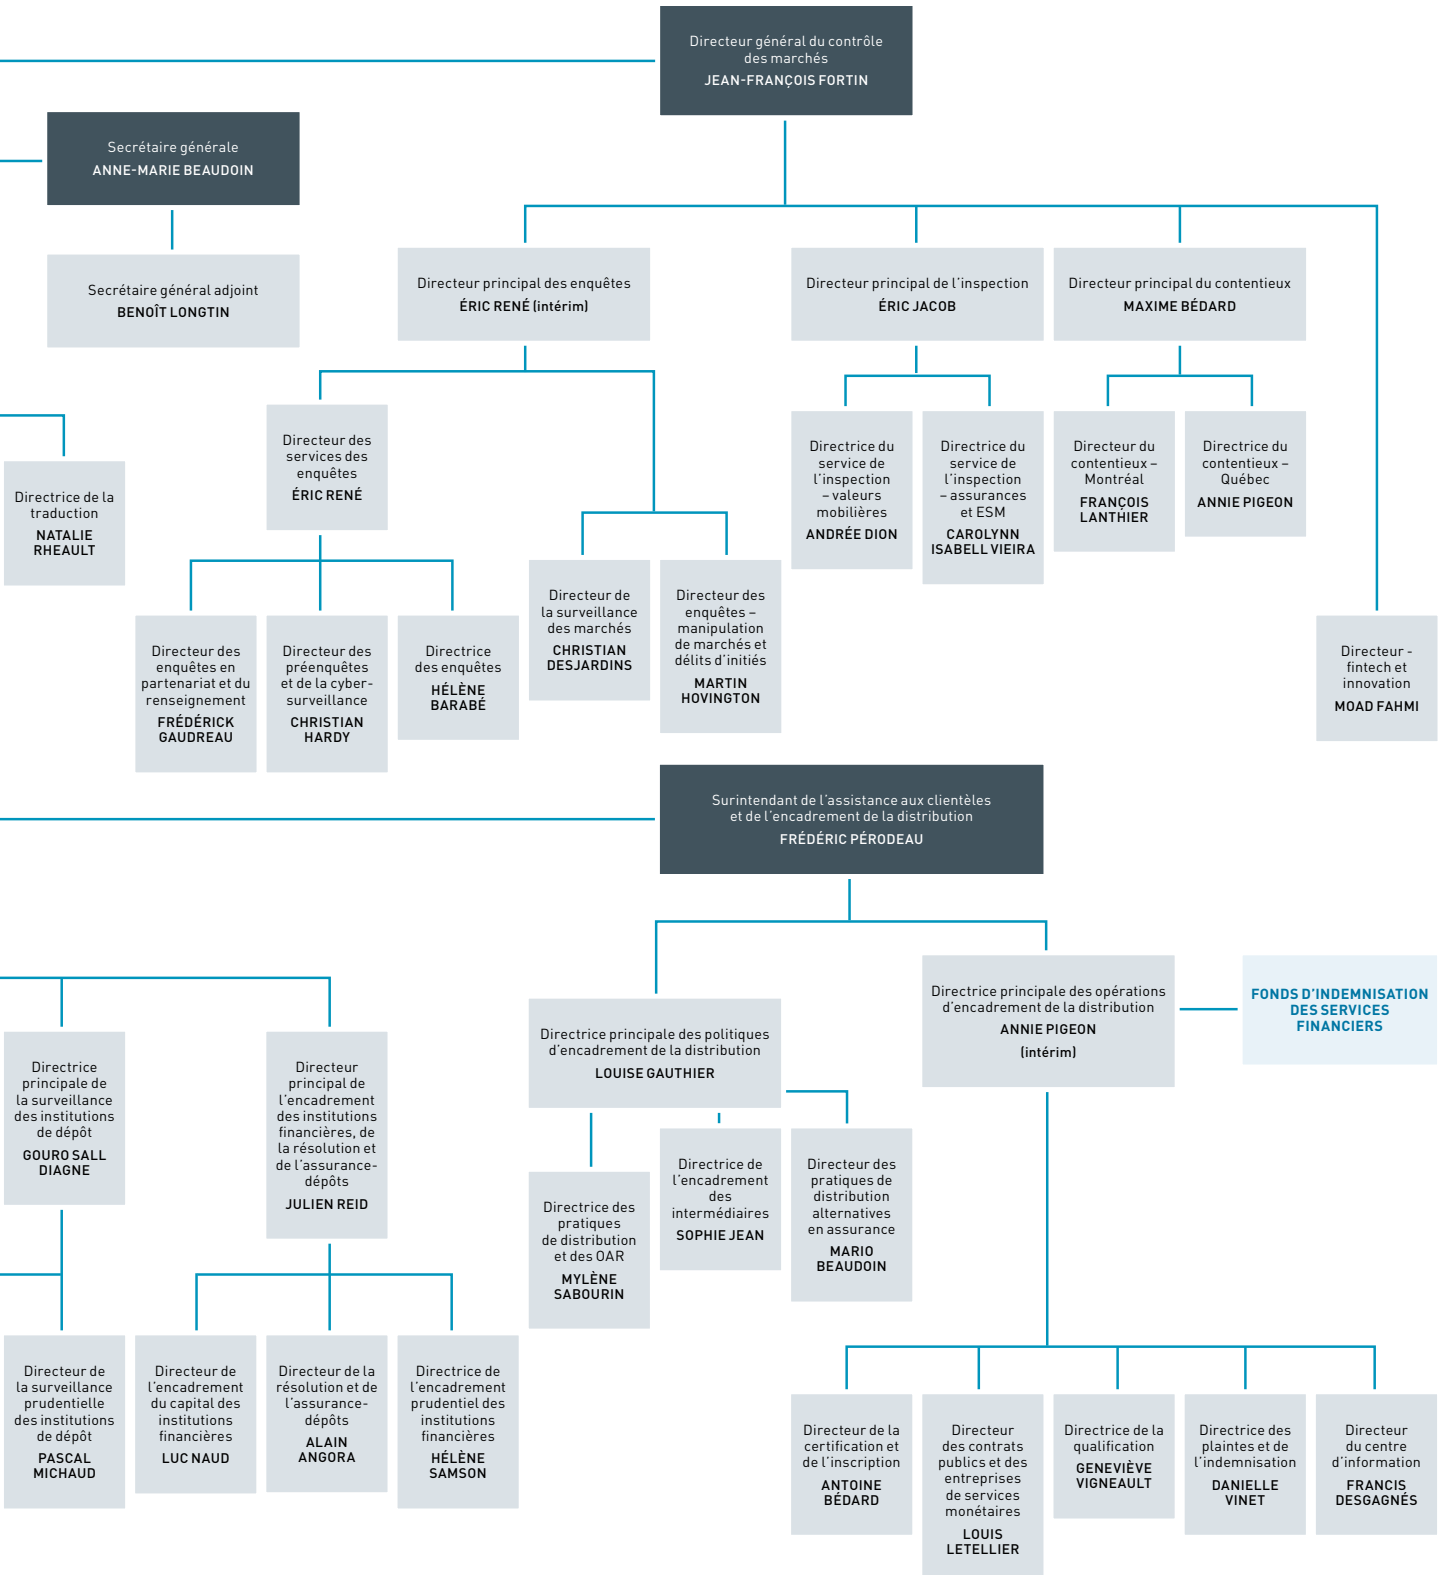 Directeur général du contrôle
des marchés
JEAN-FRANÇOIS FORTIN
Secrétaire générale
ANNE-MARIE BEAUDOIN
Secrétaire général adjoint
BENOÎT LONGTIN
Directeur principal des enquêtes
ÉRIC RENÉ (intérim)
Directeur principal de l'inspection
ÉRIC JACOB
Directeur principal du contentieux
MAXIME BÉDARD
Directeur des
services des
enquêtes
ÉRIC RENÉ
Directrice du
service de
l'inspection
– valeurs
mobilières
ANDRÉE DION
Directrice du
service de
l'inspection
– assurances
et ESM
CAROLYNN
ISABELL VIEIRA
Directeur du
contentieux –
Montréal
FRANÇOIS
LANTHIER
Directrice du
contentieux –
Québec
ANNIE PIGEON
Directrice de la
traduction
NATALIE
RHEAULT
Directeur des
enquêtes en
partenariat et du
renseignement
FRÉDÉRICK
GAUDREAU
Directeur des
préenquêtes
et de la cyber-
surveillance
CHRISTIAN
HARDY
Directrice
des enquêtes
HÉLÈNE
BARABÉ
Directeur de
la surveillance
des marchés
CHRISTIAN
DESJARDINS
Directeur des
enquêtes –
manipulation
de marchés et
délits d'initiés
MARTIN
HOVINGTON
Directeur -
fintech et
innovation
MOAD FAHMI
Surintendant de l'assistance aux clientèles
et de l'encadrement de la distribution
FRÉDÉRIC PÉRODEAU
Directrice principale des opérations
d'encadrement de la distribution
ANNIE PIGEON
(intérim)
FONDS D'INDEMNISATION
DES SERVICES
FINANCIERS
Directrice principale des politiques
d'encadrement de la distribution
LOUISE GAUTHIER
Directrice
principale de
la surveillance
des institutions
de dépôt
GOURO SALL
DIAGNE
Directeur
principal de
l'encadrement
des institutions
financières, de
la résolution et
de l'assurance-
dépôts
JULIEN REID
Directrice des
pratiques
de distribution
et des OAR
MYLÈNE
SABOURIN
Directrice de
l'encadrement
des
intermédiaires
SOPHIE JEAN
Directeur des
pratiques de
distribution
alternatives
en assurance
MARIO
BEAUDOIN
Directeur de
la surveillance
prudentielle
des institutions
de dépôt
PASCAL
MICHAUD
Directeur de
l'encadrement
du capital des
institutions
financières
LUC NAUD
Directeur de la
résolution et de
l'assurance-
dépôts
ALAIN
ANGORA
Directrice de
l'encadrement
prudentiel des
institutions
financières
HÉLÈNE
SAMSON
Directeur de la
certification et
de l'inscription
ANTOINE
BÉDARD
Directeur
des contrats
publics et des
entreprises
de services
monétaires
LOUIS
LETELLIER
Directrice de la
qualification
GENEVIÈVE
VIGNEAULT
Directrice des
plaintes et de
l'indemnisation
DANIELLE
VINET
Directeur
du centre
d'information
FRANCIS
DESGAGNÉS